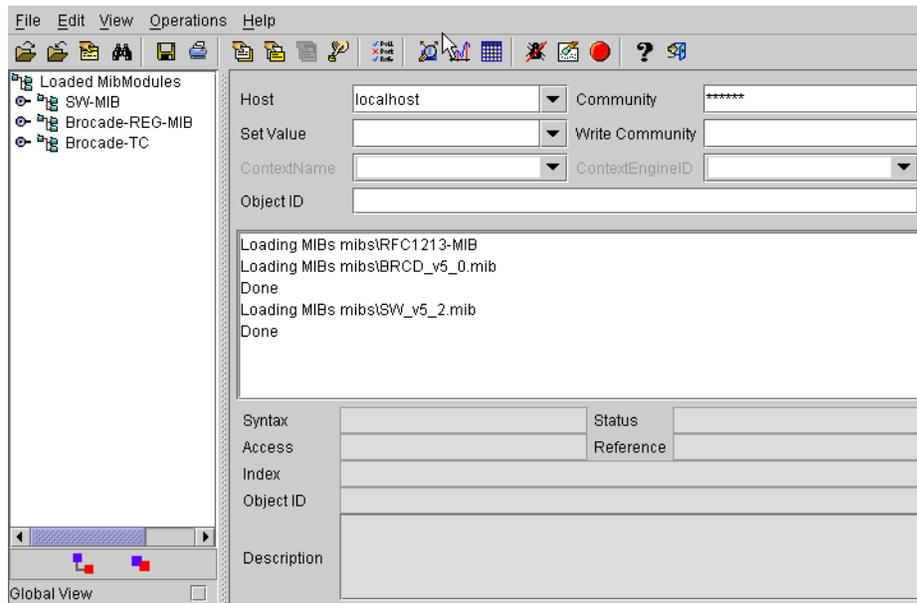 File Edit View Operations Help
Poll
Port
Loaded MibModules
SW-MIB
Brocade-REG-MIB
Brocade-TC
Global View
Host localhost Community ******
Set Value Write Community
ContextName ContextEngineID
Object ID
Loading MIBs mibs\RFC1213-MIB
Loading MIBs mibs\BRCD_v5_0.mib
Done
Loading MIBs mibs\SW_v5_2.mib
Done
Syntax Status
Access Reference
Index
Object ID
Description